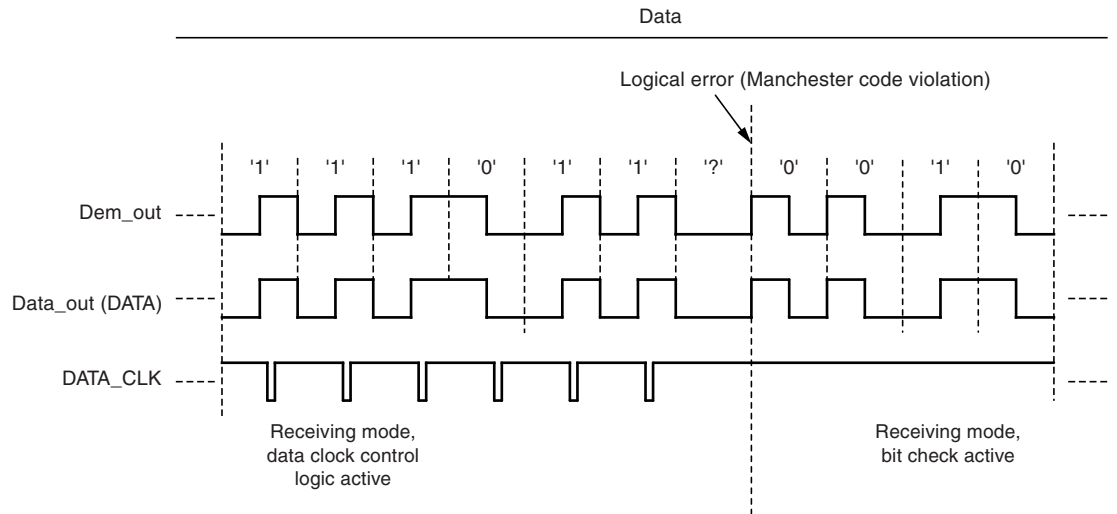 Data
Logical error (Manchester code violation)
'1' '1' '1' '0' '1' '1' '?' '0' '0' '1' '0'
Dem_out
Data_out (DATA)
DATA_CLK
Receiving mode,
data clock control
logic active
Receiving mode,
bit check active